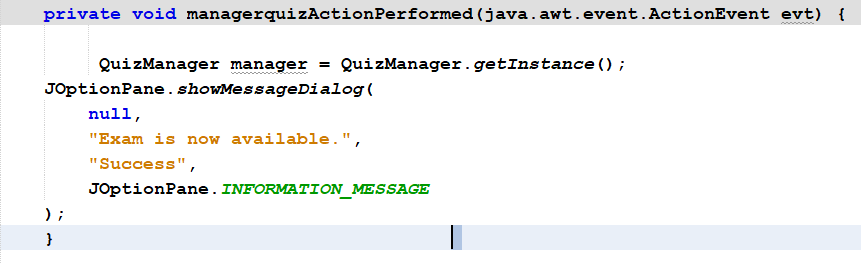 private void managerquizActionPerformed(java.awt.event.ActionEvent evt) {
QuizManager manager = QuizManager.getInstance();
JOptionPane.showMessageDialog(
null,
"Exam is now available.",
"Success",
JOptionPane.INFORMATION_MESSAGE
);
}